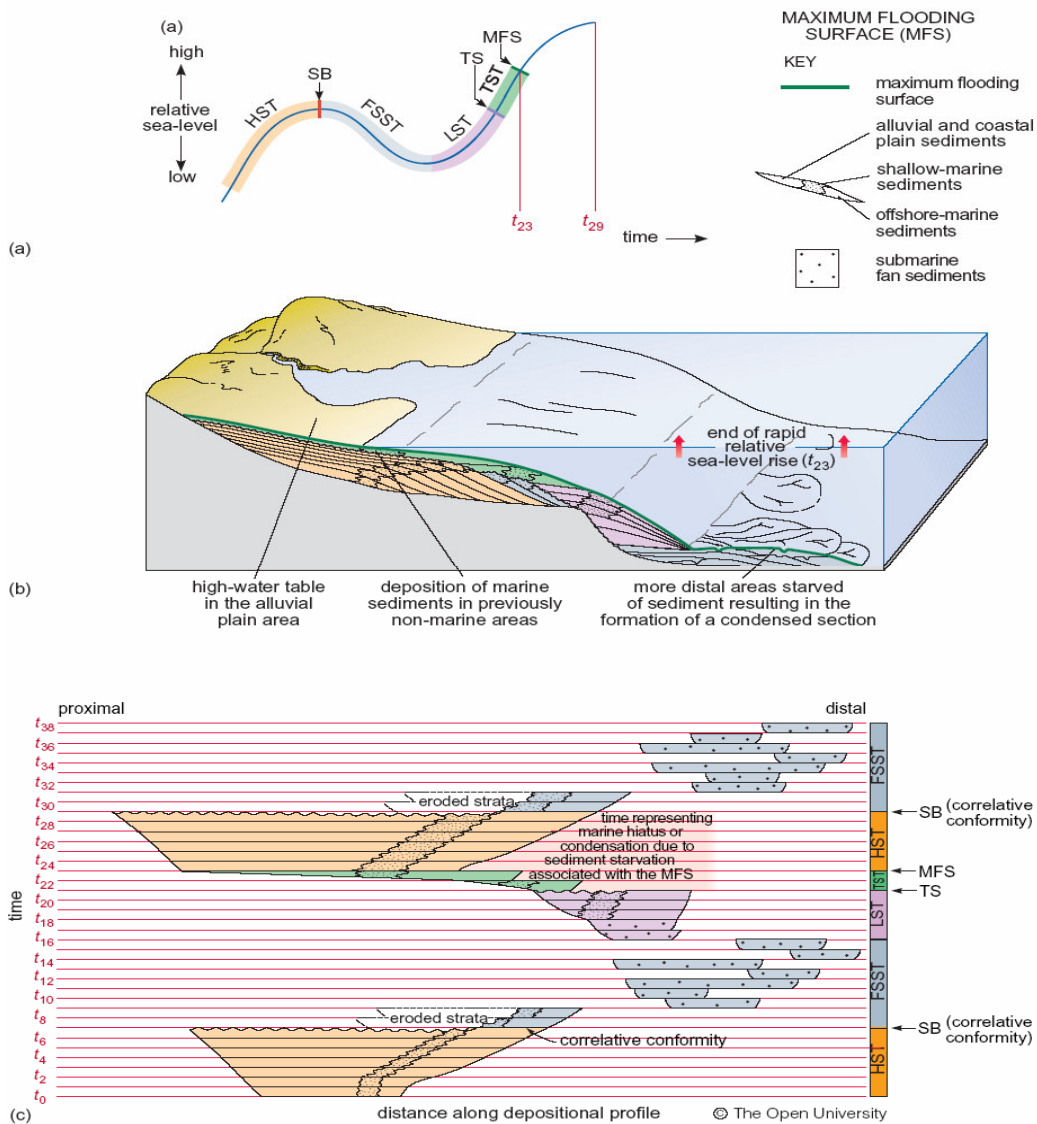 (a)
high
relative
sea-level
low
HST
SB
FSST
LST
TS
TST
MFS
t23
t29
time
(a)
MAXIMUM FLOODING
SURFACE (MFS)
KEY
maximum flooding
surface
alluvial and coastal
plain sediments
shallow-marine
sediments
offshore-marine
sediments
submarine
fan sediments
end of rapid
relative
sea-level rise (t23)
(b)
high-water table
in the alluvial
plain area
deposition of marine
sediments in previously
non-marine areas
more distal areas starved
of sediment resulting in the
formation of a condensed section
proximal
distal
t38
t36
t34
t32
t30
t28
t26
t24
t22
t20
t18
t16
t14
t12
t10
t8
t6
t4
t2
t0
time
eroded strata
time representing
marine hiatus or
condensation due to
sediment starvation
associated with the MFS
eroded strata
correlative conformity
FSST
HST
TST
LST
FSST
HST
SB (correlative
conformity)
MFS
TS
SB (correlative
conformity)
(c)
distance along depositional profile
© The Open University